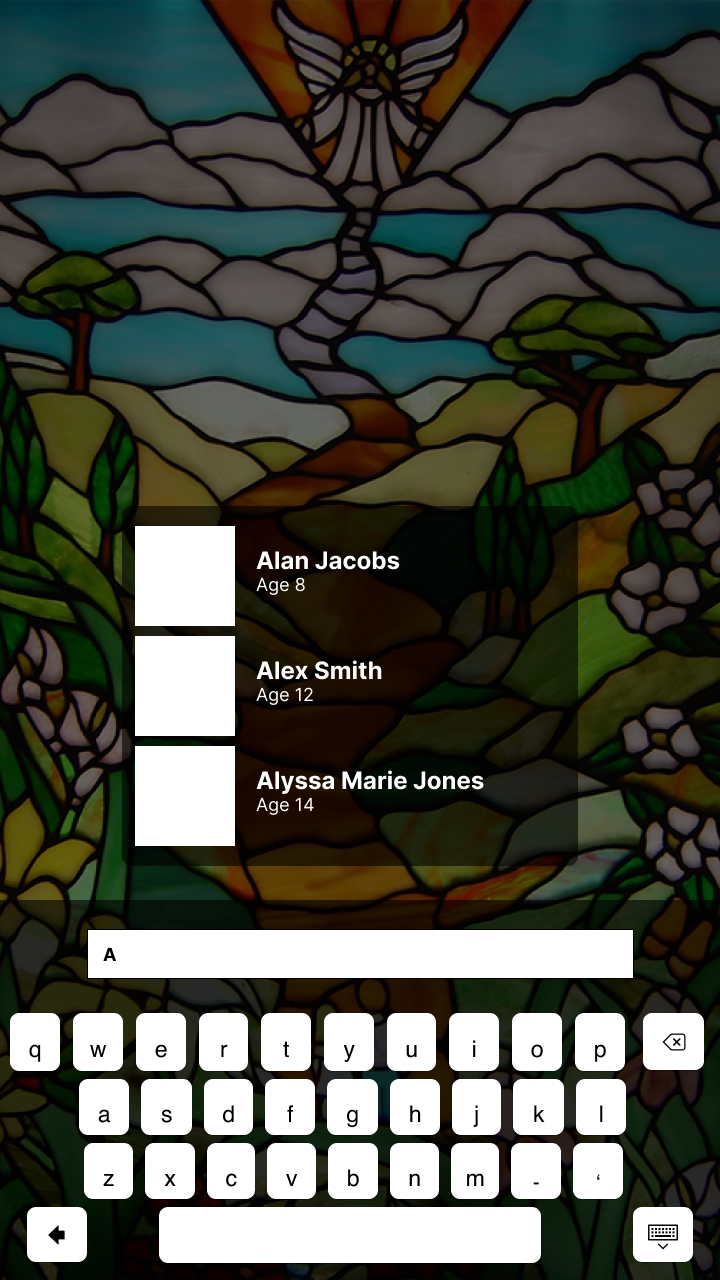 Alan Jacobs
Age 8
Alex Smith
Age 12
Alyssa Marie Jones
Age 14
A
q w e r t y u i o p
a s d f g h j k l
z x c v b n m - ‘